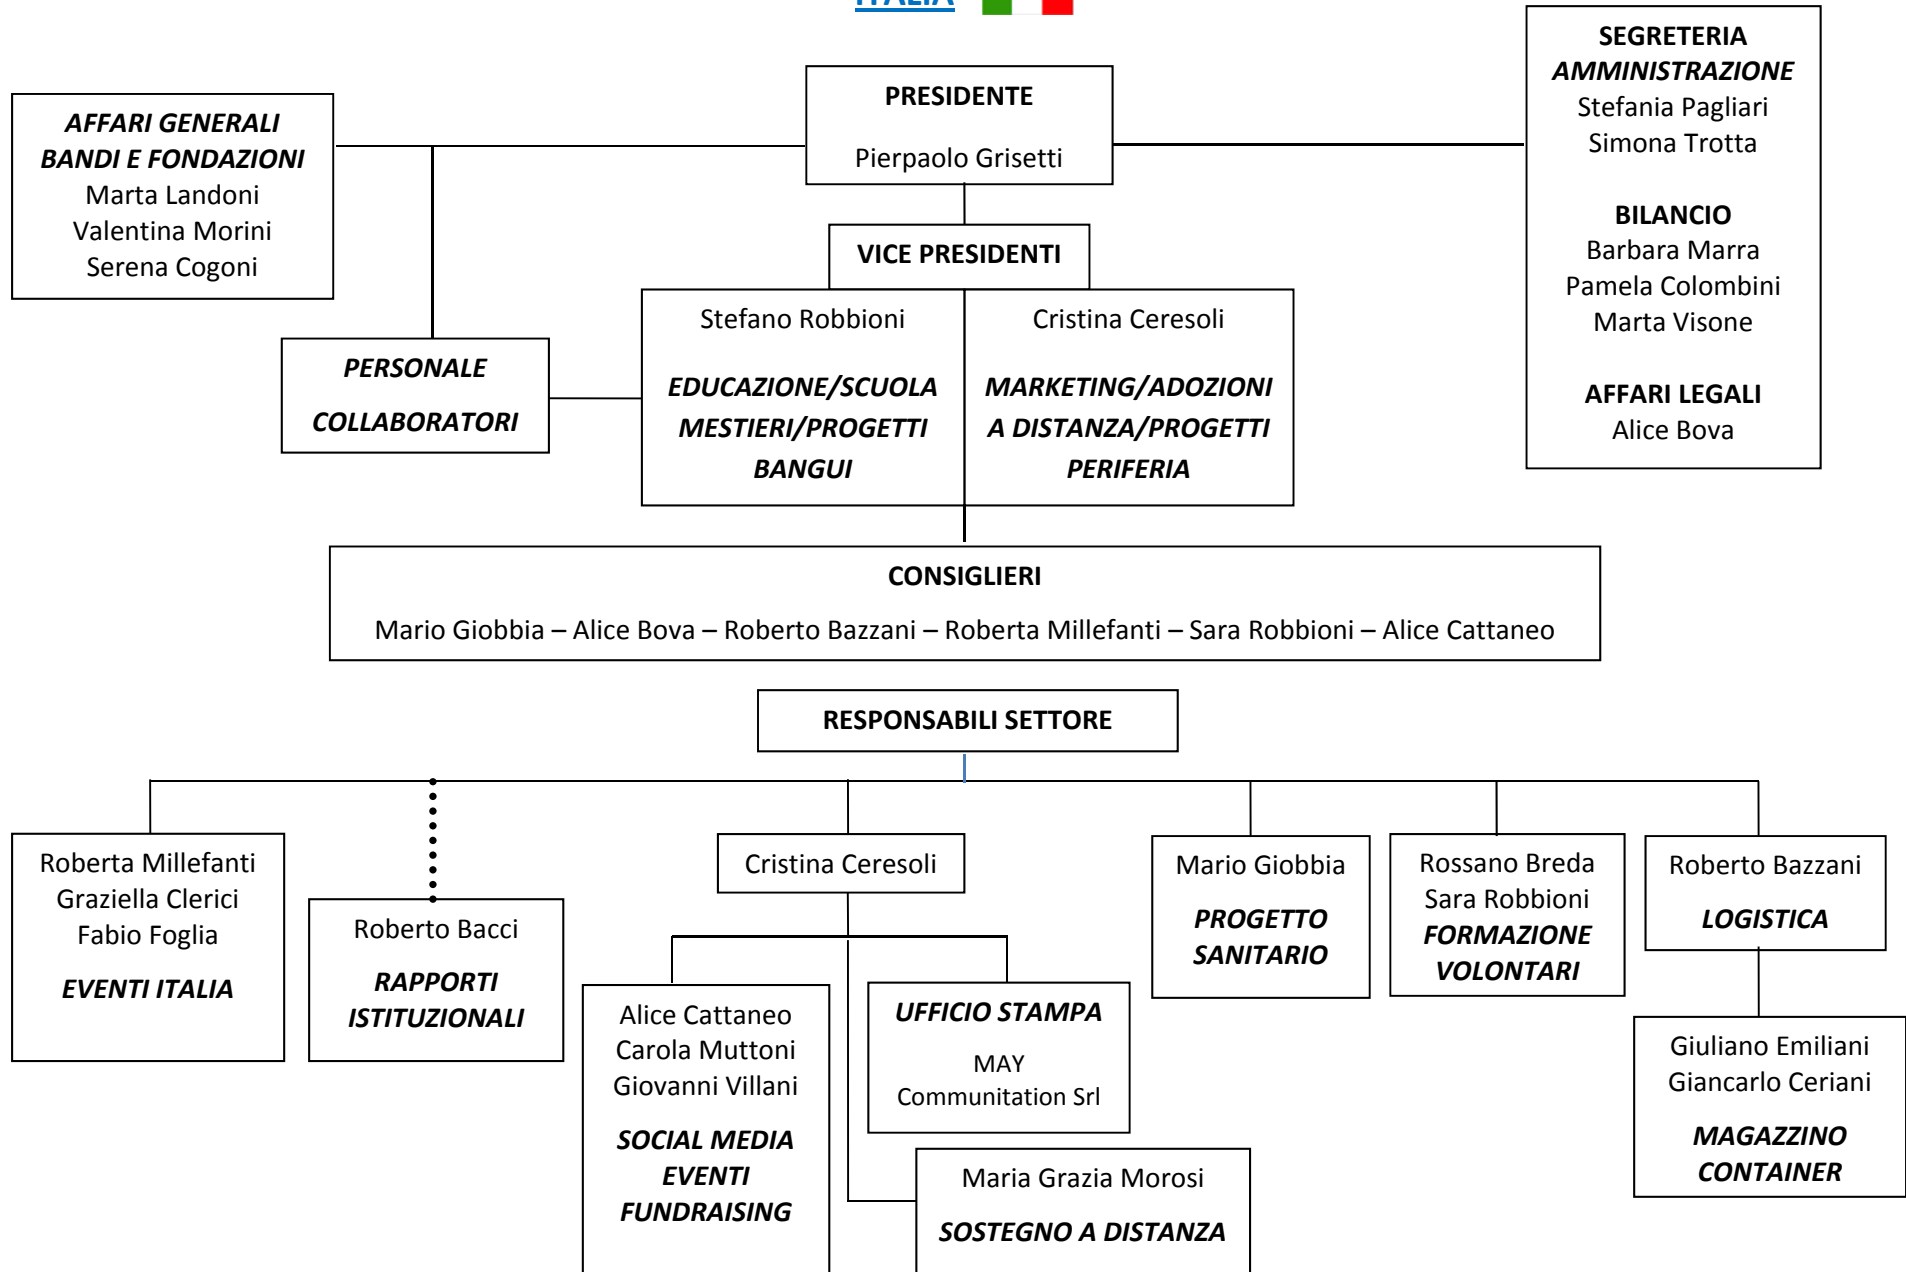 ITALIA
SEGRETERIA
AMMINISTRAZIONE
Stefania Pagliari
Simona Trotta
BILANCIO
Barbara Marra
Pamela Colombini
Marta Visone
AFFARI LEGALI
Alice Bova
PRESIDENTE
Pierpaolo Grisetti
AFFARI GENERALI
BANDI E FONDAZIONI
Marta Landoni
Valentina Morini
Serena Cogoni
VICE PRESIDENTI
PERSONALE
COLLABORATORI
Stefano Robbioni
EDUCAZIONE/SCUOLA
MESTIERI/PROGETTI
BANGUI
Cristina Ceresoli
MARKETING/ADOZIONI
A DISTANZA/PROGETTI
PERIFERIA
CONSIGLIERI
Mario Giobbia – Alice Bova – Roberto Bazzani – Roberta Millefanti – Sara Robbioni – Alice Cattaneo
RESPONSABILI SETTORE
Roberta Millefanti
Graziella Clerici
Fabio Foglia
EVENTI ITALIA
Roberto Bacci
RAPPORTI
ISTITUZIONALI
Cristina Ceresoli
Alice Cattaneo
Carola Muttoni
Giovanni Villani
SOCIAL MEDIA
EVENTI
FUNDRAISING
UFFICIO STAMPA
MAY
Communitation Srl
Maria Grazia Morosi
SOSTEGNO A DISTANZA
Mario Giobbia
PROGETTO
SANITARIO
Rossano Breda
Sara Robbioni
FORMAZIONE
VOLONTARI
Roberto Bazzani
LOGISTICA
Giuliano Emiliani
Giancarlo Ceriani
MAGAZZINO
CONTAINER